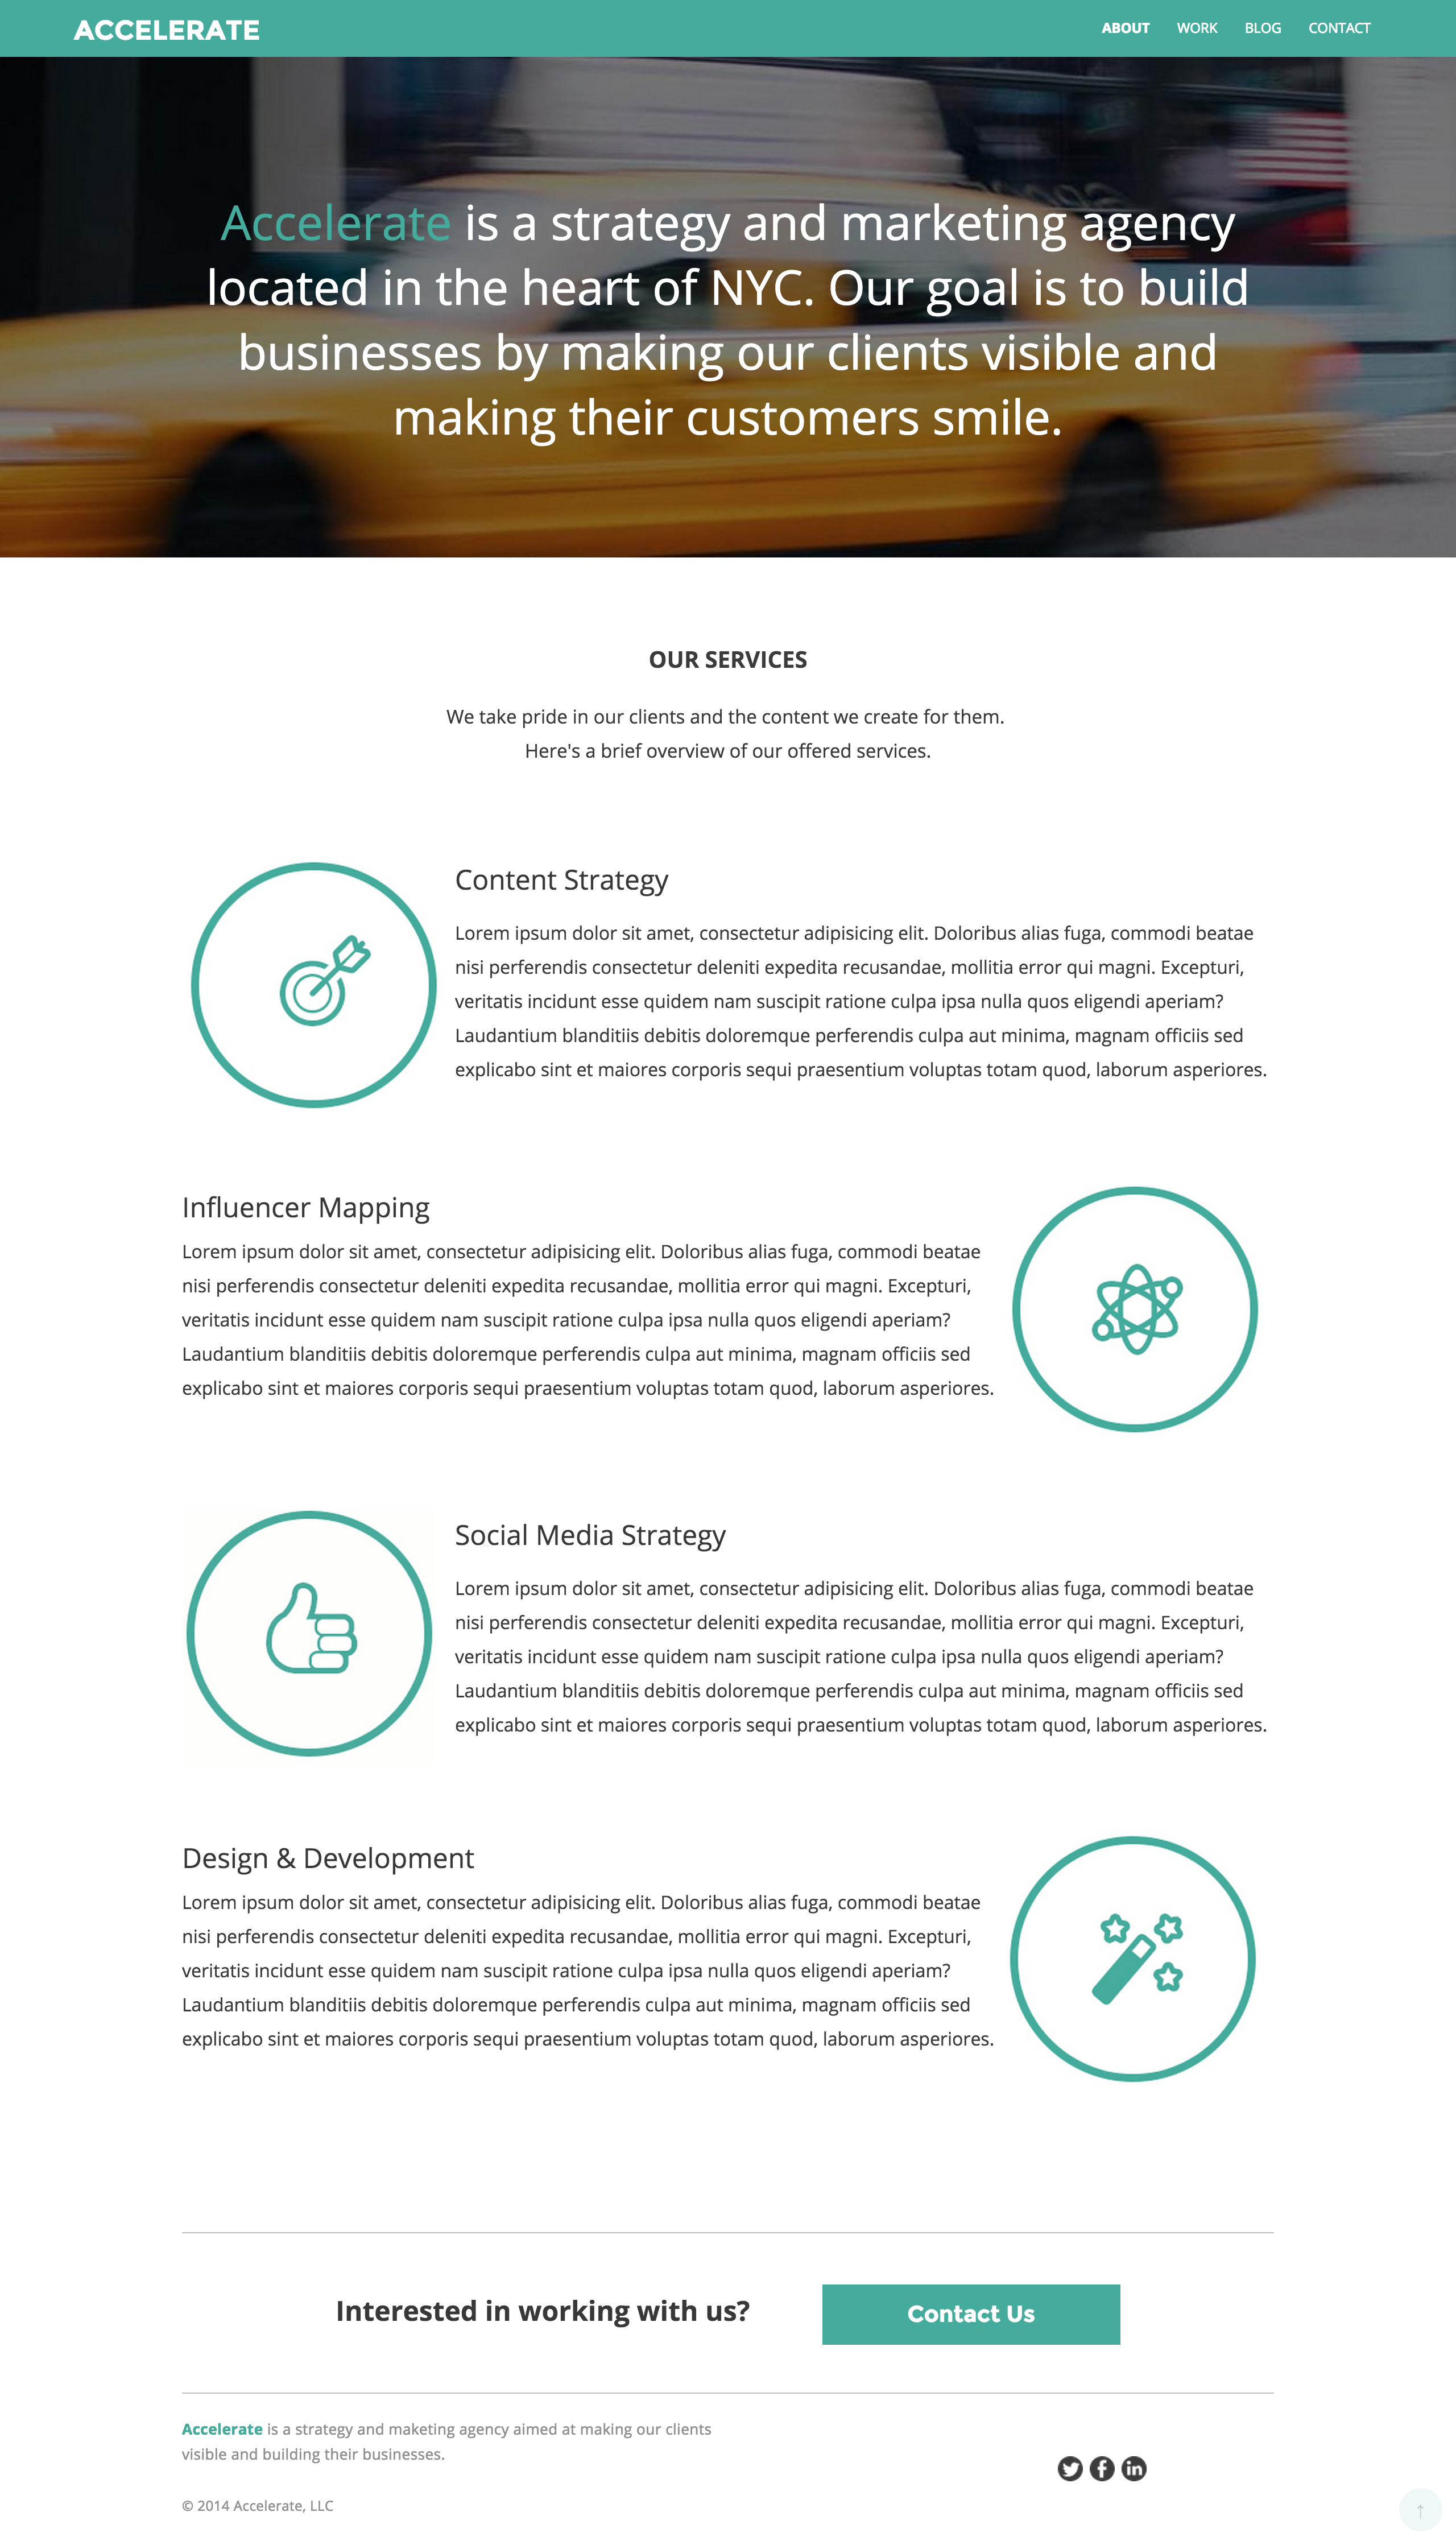 ACCELERATE
ABOUT WORK BLOG CONTACT
Accelerate is a strategy and marketing agency
located in the heart of NYC. Our goal is to build
businesses by making our clients visible and
making their customers smile.
OUR SERVICES
We take pride in our clients and the content we create for them.
Here's a brief overview of our offered services.
Content Strategy
Lorem ipsum dolor sit amet, consectetur adipisicing elit. Doloribus alias fuga, commodi beatae
nisi perferendis consectetur deleniti expedita recusandae, mollitia error qui magni. Excepturi,
veritatis incidunt esse quidem nam suscipit ratione culpa ipsa nulla quos eligendi aperiam?
Laudantium blanditiis debitis doloremque perferendis culpa aut minima, magnam officiis sed
explicabo sint et maiores corporis sequi praesentium voluptas totam quod, laborum asperiores.
Influencer Mapping
Lorem ipsum dolor sit amet, consectetur adipisicing elit. Doloribus alias fuga, commodi beatae
nisi perferendis consectetur deleniti expedita recusandae, mollitia error qui magni. Excepturi,
veritatis incidunt esse quidem nam suscipit ratione culpa ipsa nulla quos eligendi aperiam?
Laudantium blanditiis debitis doloremque perferendis culpa aut minima, magnam officiis sed
explicabo sint et maiores corporis sequi praesentium voluptas totam quod, laborum asperiores.
Social Media Strategy
Lorem ipsum dolor sit amet, consectetur adipisicing elit. Doloribus alias fuga, commodi beatae
nisi perferendis consectetur deleniti expedita recusandae, mollitia error qui magni. Excepturi,
veritatis incidunt esse quidem nam suscipit ratione culpa ipsa nulla quos eligendi aperiam?
Laudantium blanditiis debitis doloremque perferendis culpa aut minima, magnam officiis sed
explicabo sint et maiores corporis sequi praesentium voluptas totam quod, laborum asperiores.
Design & Development
Lorem ipsum dolor sit amet, consectetur adipisicing elit. Doloribus alias fuga, commodi beatae
nisi perferendis consectetur deleniti expedita recusandae, mollitia error qui magni. Excepturi,
veritatis incidunt esse quidem nam suscipit ratione culpa ipsa nulla quos eligendi aperiam?
Laudantium blanditiis debitis doloremque perferendis culpa aut minima, magnam officiis sed
explicabo sint et maiores corporis sequi praesentium voluptas totam quod, laborum asperiores.
Interested in working with us?
Contact Us
Accelerate is a strategy and maketing agency aimed at making our clients
visible and building their businesses.
© 2014 Accelerate, LLC